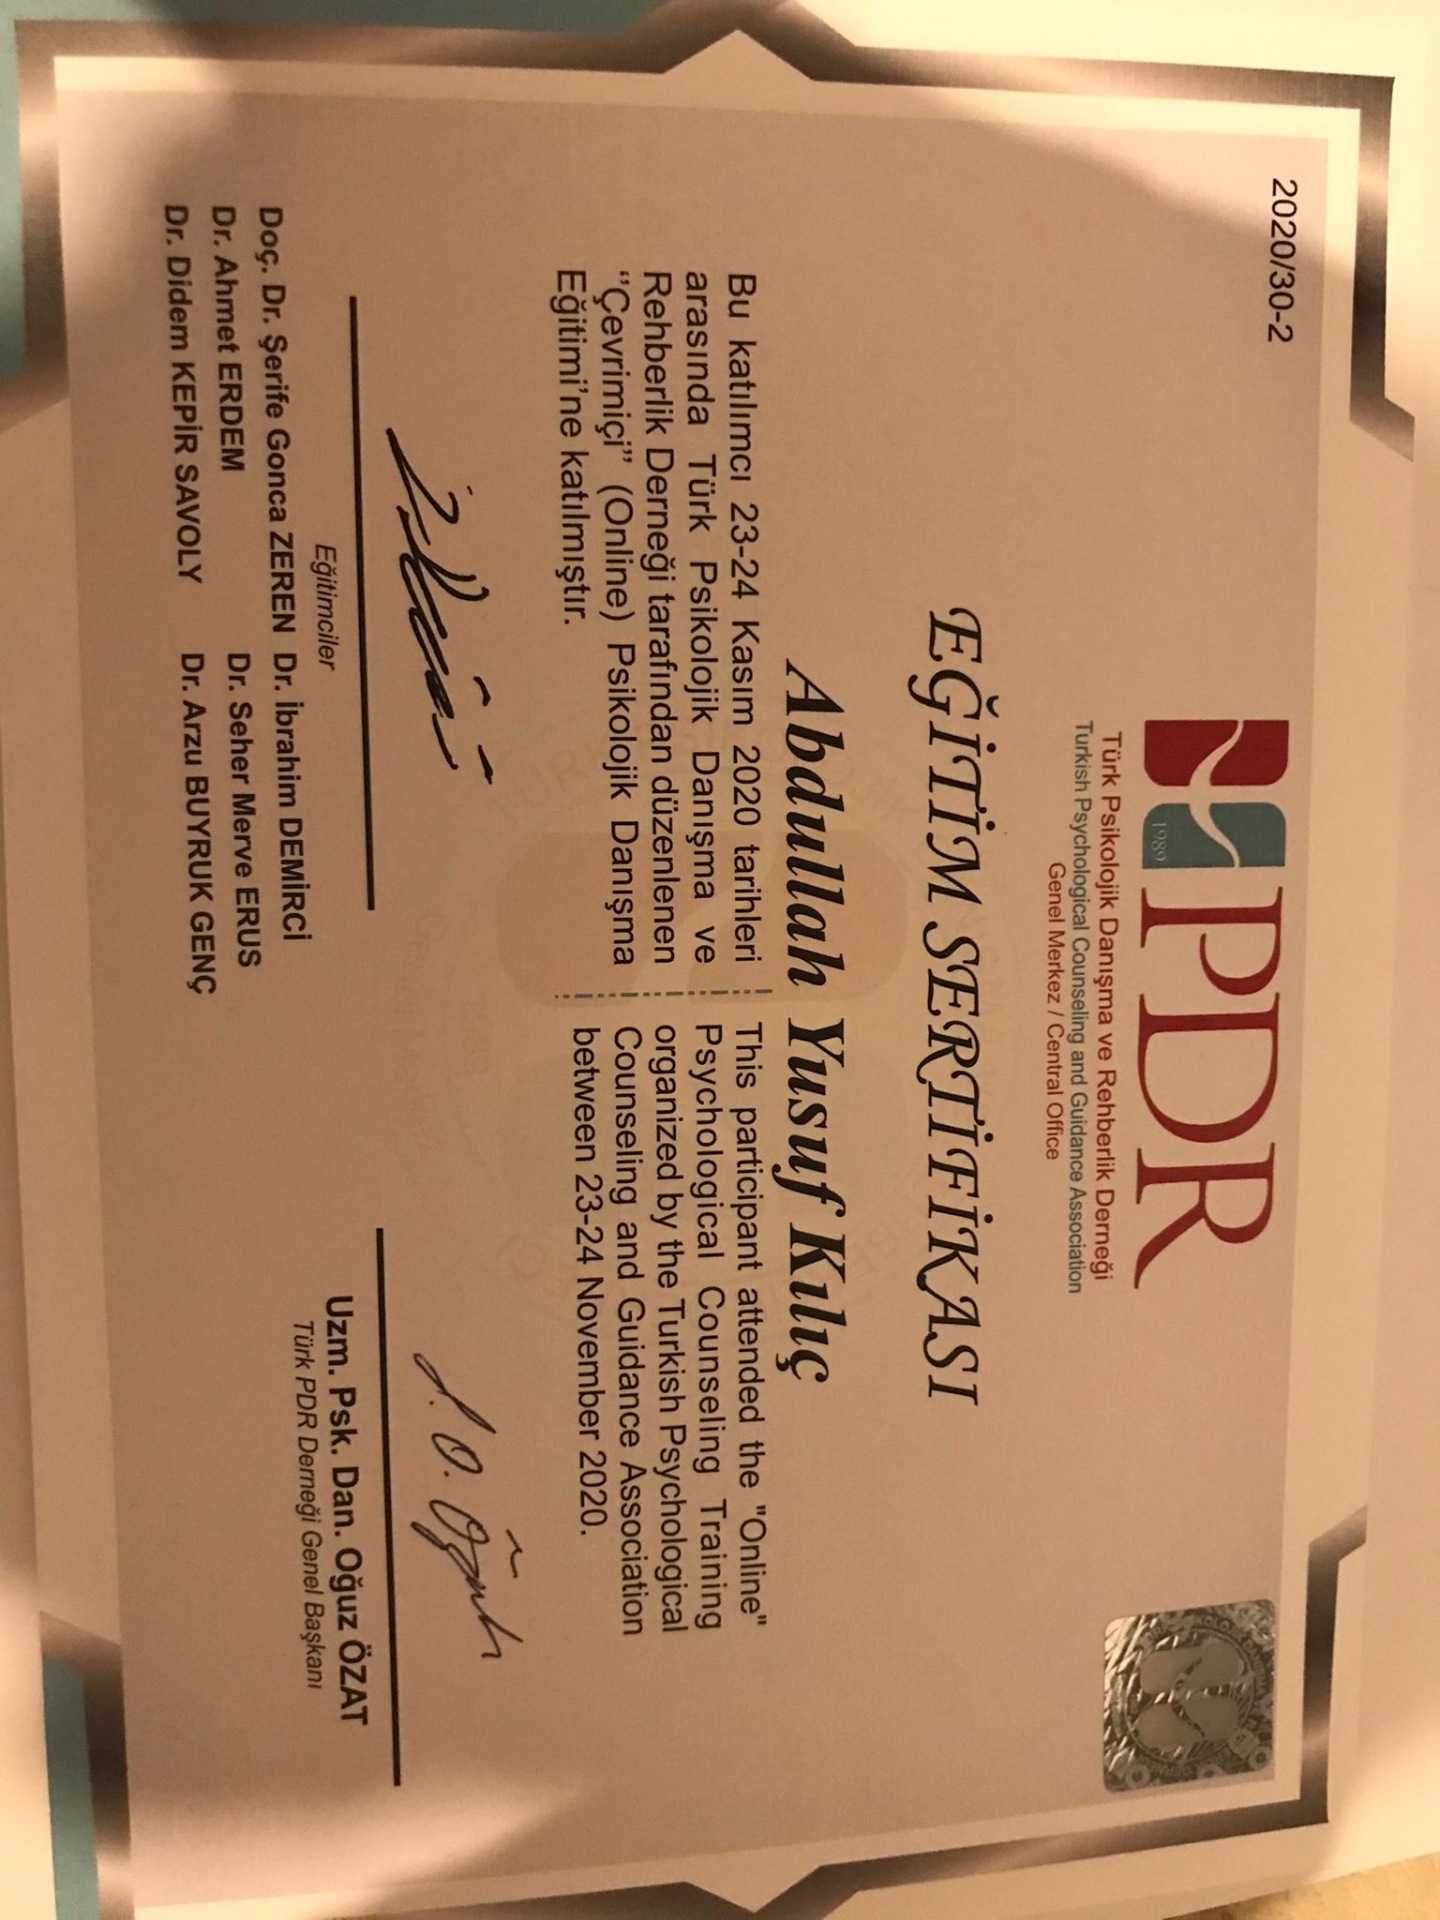 2020/30-2
1989
PDR
Türk Psikolojik Danışma ve Rehberlik Derneği
Turkish Psychological Counseling and Guidance Association
Genel Merkez / Central Office
EĞİTİM SERTİFİKASI
Abdullah Yusuf Kılıç
Bu katılımcı 23-24 Kasım 2020 tarihleri
arasında Türk Psikolojik Danışma ve
Rehberlik Derneği tarafından düzenlenen
“Çevrimiçi” (Online) Psikolojik Danışma
Eğitimi’ne katılmıştır.
This participant attended the "Online"
Psychological Counseling Training
organized by the Turkish Psychological
Counseling and Guidance Association
between 23-24 November 2020.
Eğitimciler
Doç. Dr. Şerife Gonca ZEREN Dr. İbrahim DEMİRCİ
Dr. Ahmet ERDEM Dr. Seher Merve ERUS
Dr. Didem KEPİR SAVOLY Dr. Arzu BUYRUK GENÇ
Uzm. Psk. Dan. Oğuz ÖZAT
Türk PDR Derneği Genel Başkanı